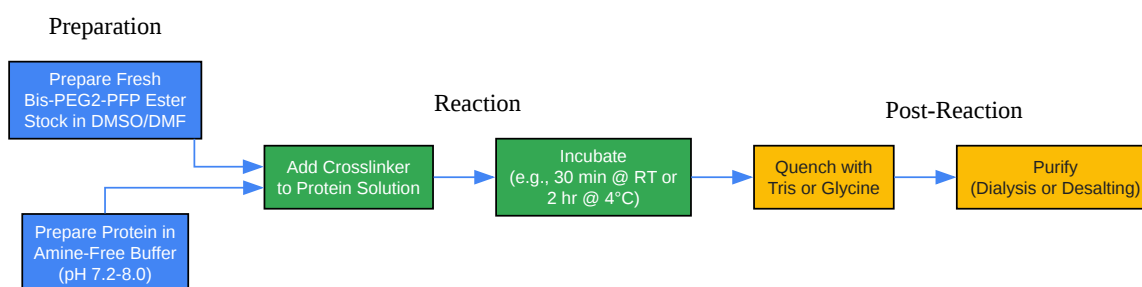 Preparation
Prepare Fresh
Bis-PEG2-PFP Ester
Stock in DMSO/DMF
Prepare Protein in
Amine-Free Buffer
(pH 7.2-8.0)
Reaction
Add Crosslinker
to Protein Solution
Incubate
(e.g., 30 min @ RT or
2 hr @ 4°C)
Post-Reaction
Quench with
Tris or Glycine
Purify
(Dialysis or Desalting)